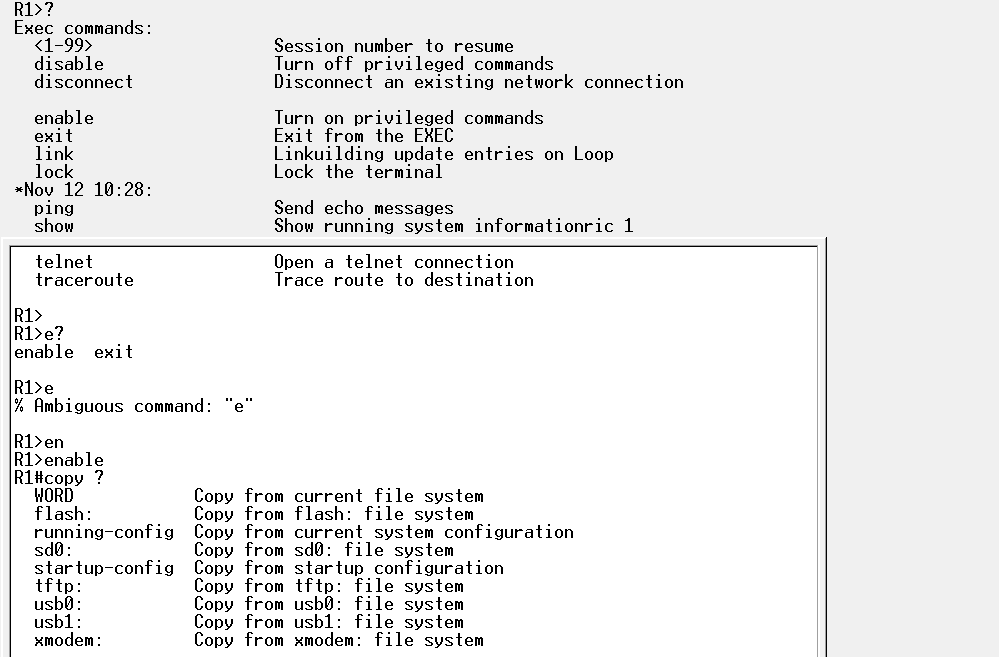 R1>?
Exec commands:
<1-99> Session number to resume
disable Turn off privileged commands
disconnect Disconnect an existing network connection
enable Turn on privileged commands
exit Exit from the EXEC
link Linkuilding update entries on Loop
lock Lock the terminal
*Nov 12 10:28:
ping Send echo messages
show Show running system informationric 1
telnet Open a telnet connection
traceroute Trace route to destination
R1>
R1>e?
enable exit
R1>e
% Ambiguous command: "e"
R1>en
R1>enable
R1#copy ?
WORD Copy from current file system
flash: Copy from flash: file system
running-config Copy from current system configuration
sd0: Copy from sd0: file system
startup-config Copy from startup configuration
tftp: Copy from tftp: file system
usb0: Copy from usb0: file system
usb1: Copy from usb1: file system
xmodem: Copy from xmodem: file system